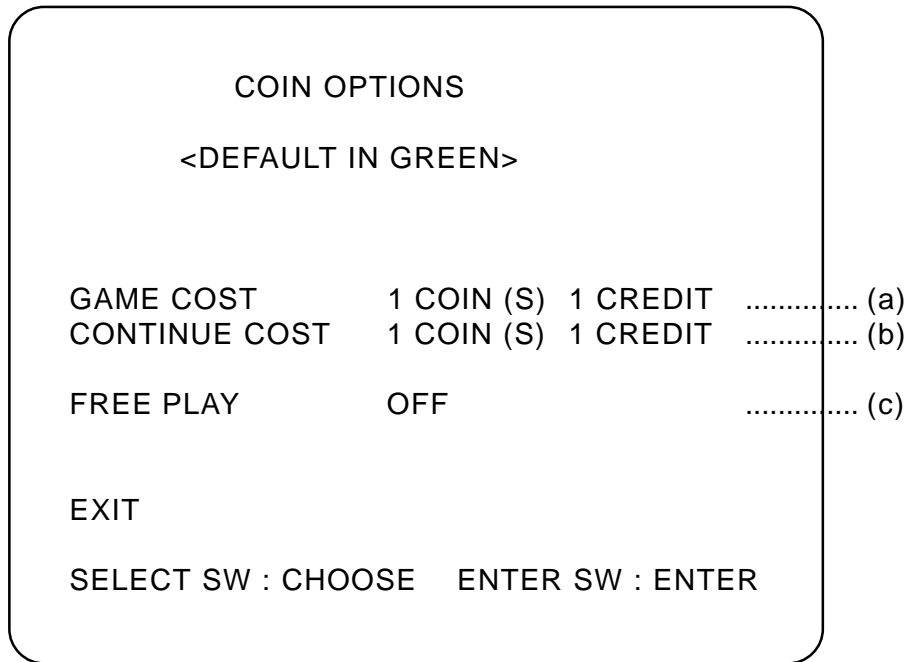 COIN OPTIONS
<DEFAULT IN GREEN>
GAME COST 1 COIN (S) 1 CREDIT .............. (a)
CONTINUE COST 1 COIN (S) 1 CREDIT .............. (b)
FREE PLAY OFF .............. (c)
EXIT
SELECT SW : CHOOSE ENTER SW : ENTER